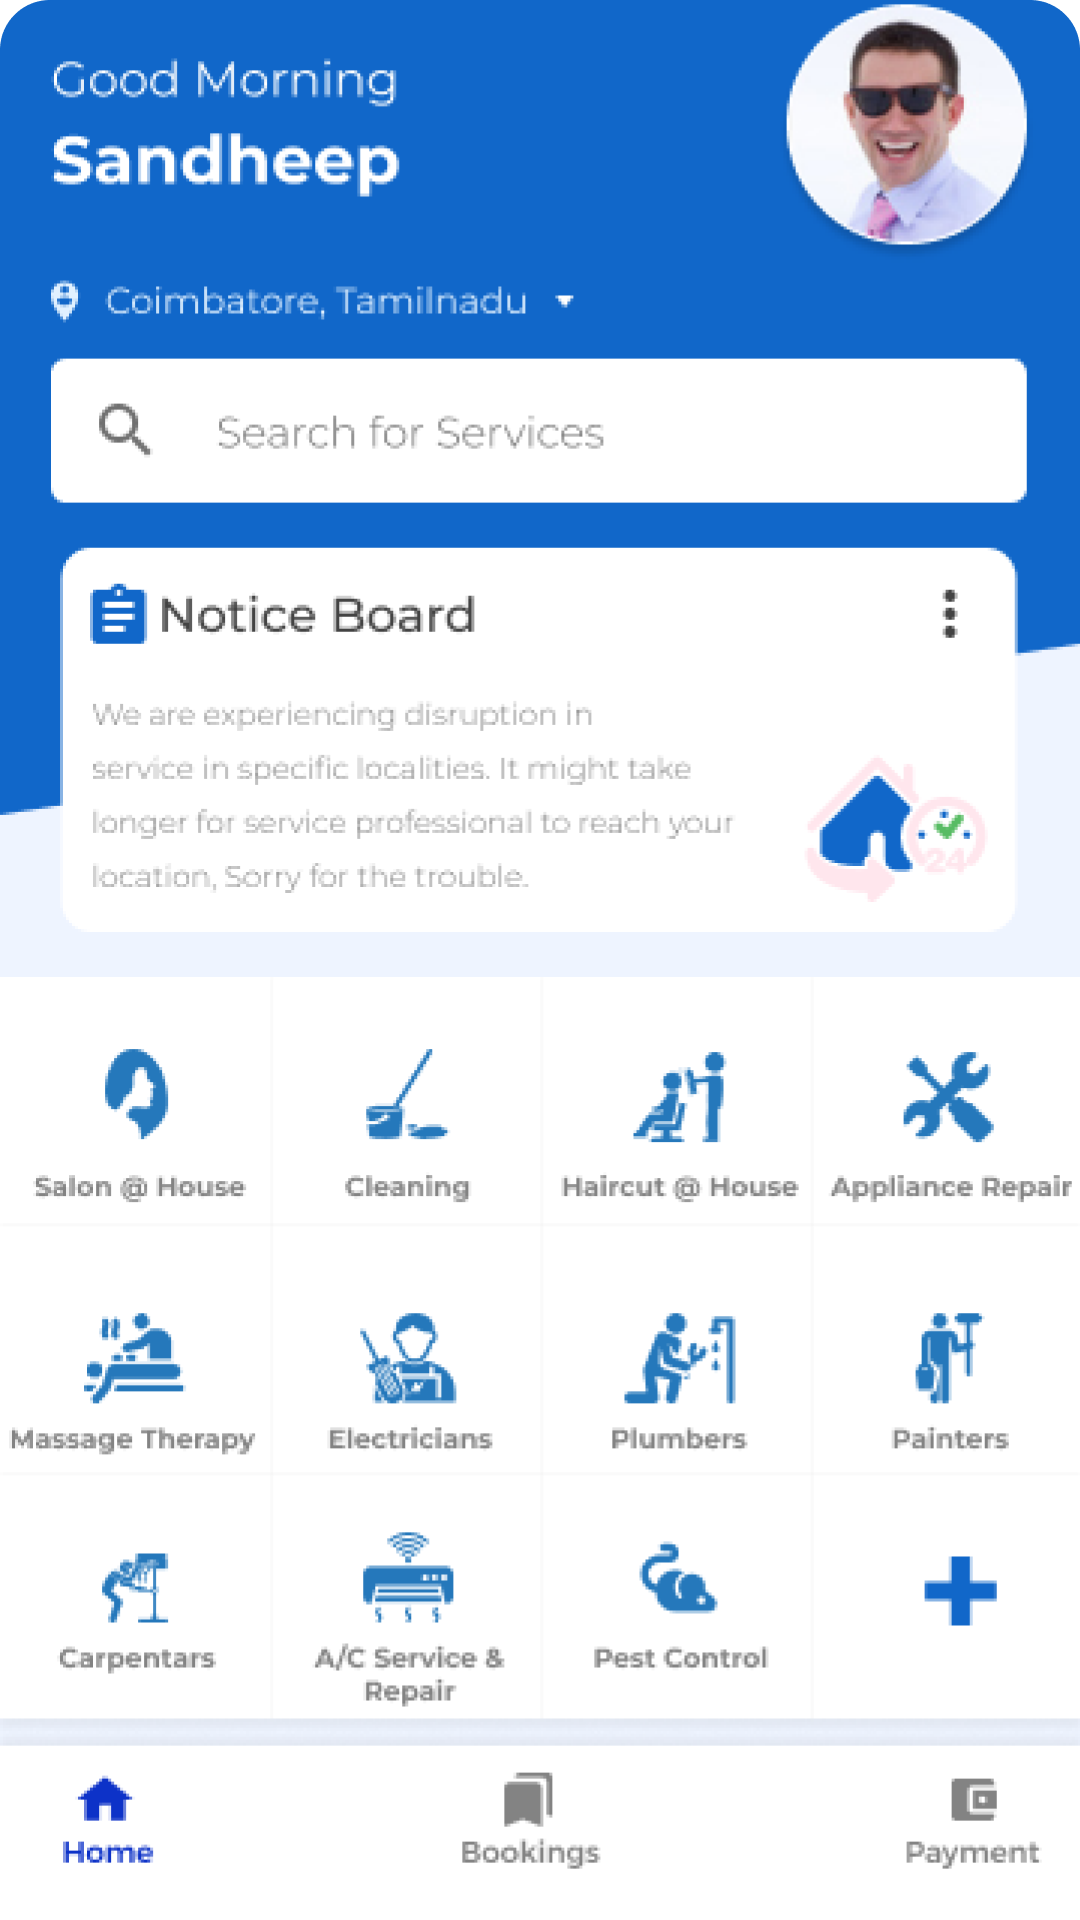 Good Morning
Sandheep
Coimbatore, Tamilnadu
Search for Services
Notice Board
We are experiencing disruption in
service in specific localities. It might take
longer for service professional to reach your
location, Sorry for the trouble.
24
Salon @ House
Cleaning
Haircut @ House
Appliance Repair
Massage Therapy
Electricians
Plumbers
Painters
Carpentars
A/C Service &
Repair
Pest Control
Home
Bookings
Payment